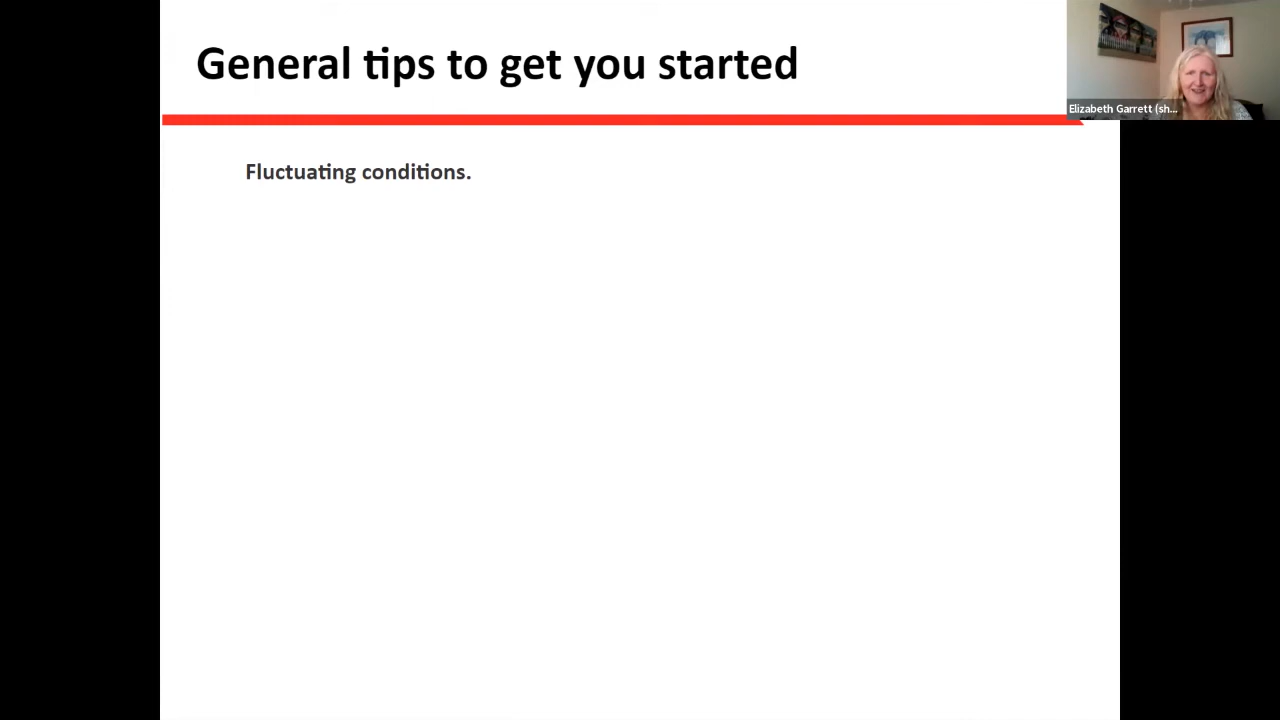 General tips to get you started
Elizabeth Garrett (sh...
Fluctuating conditions.